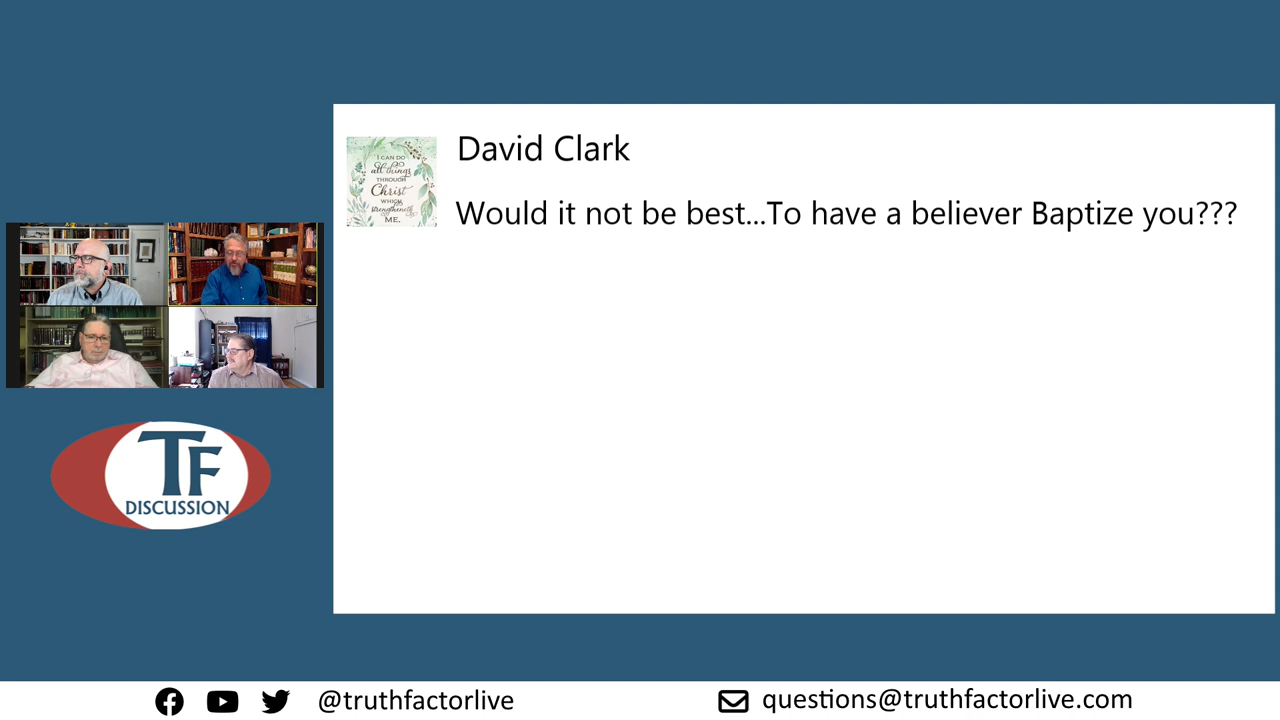 David Clark
Would it not be best...To have a believer Baptize you???
I CAN DO
all things
THROUGH
Christ
WHICH
strengtheneth
ME.
TF
DISCUSSION
@truthfactorlive
questions@truthfactorlive.com